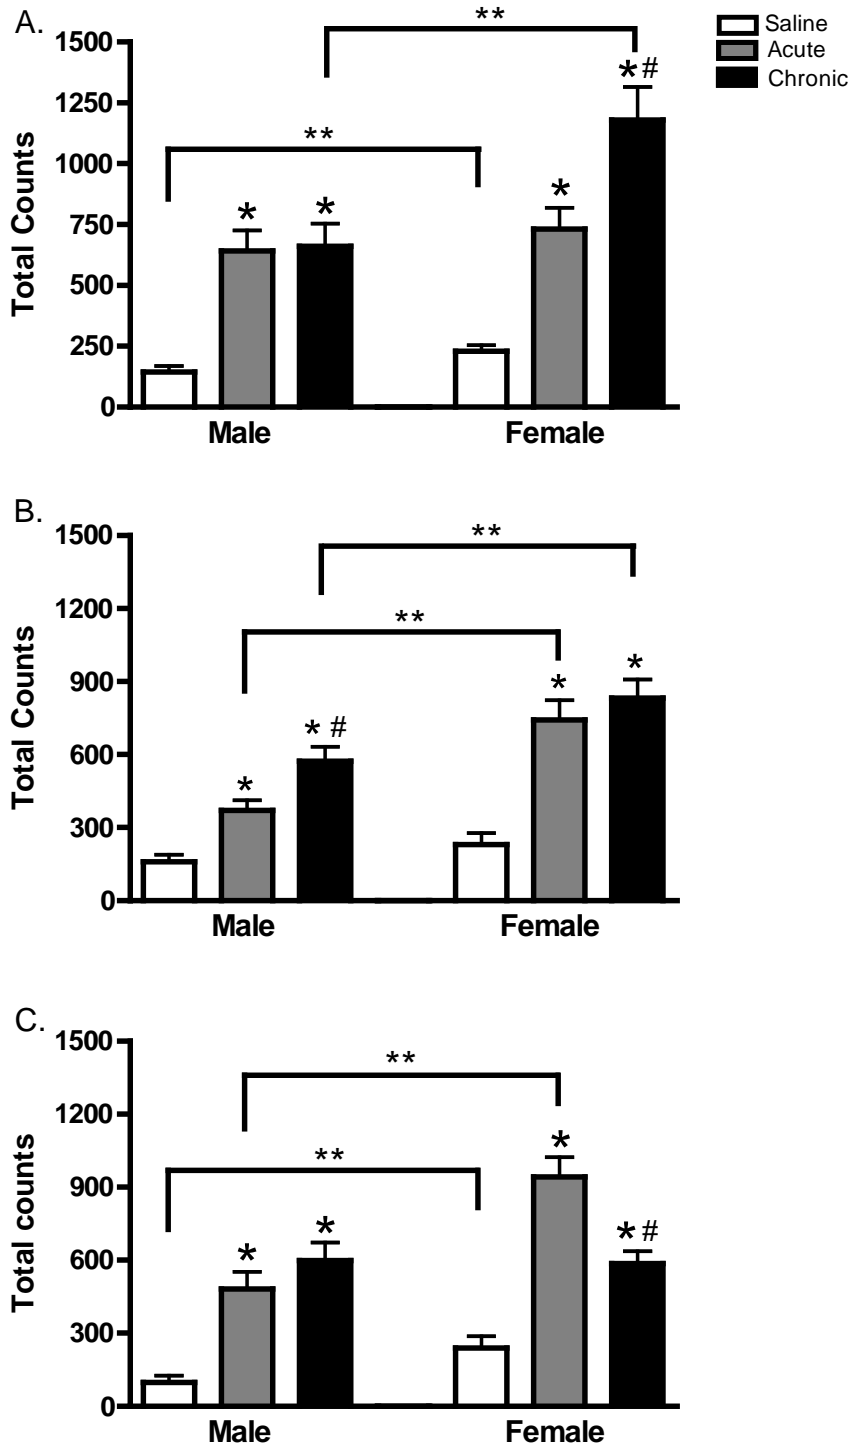 A.
Saline
Acute
Chronic
**
* #
**
*
*
*
1500
1250
1000
750
500
250
0
Total Counts
Male
Female
B.
**
**
*
*
* #
*
1500
1200
900
600
300
0
Total Counts
Male
Female
C.
**
*
**
*
*
* #
1500
1200
900
600
300
0
Total counts
Male
Female